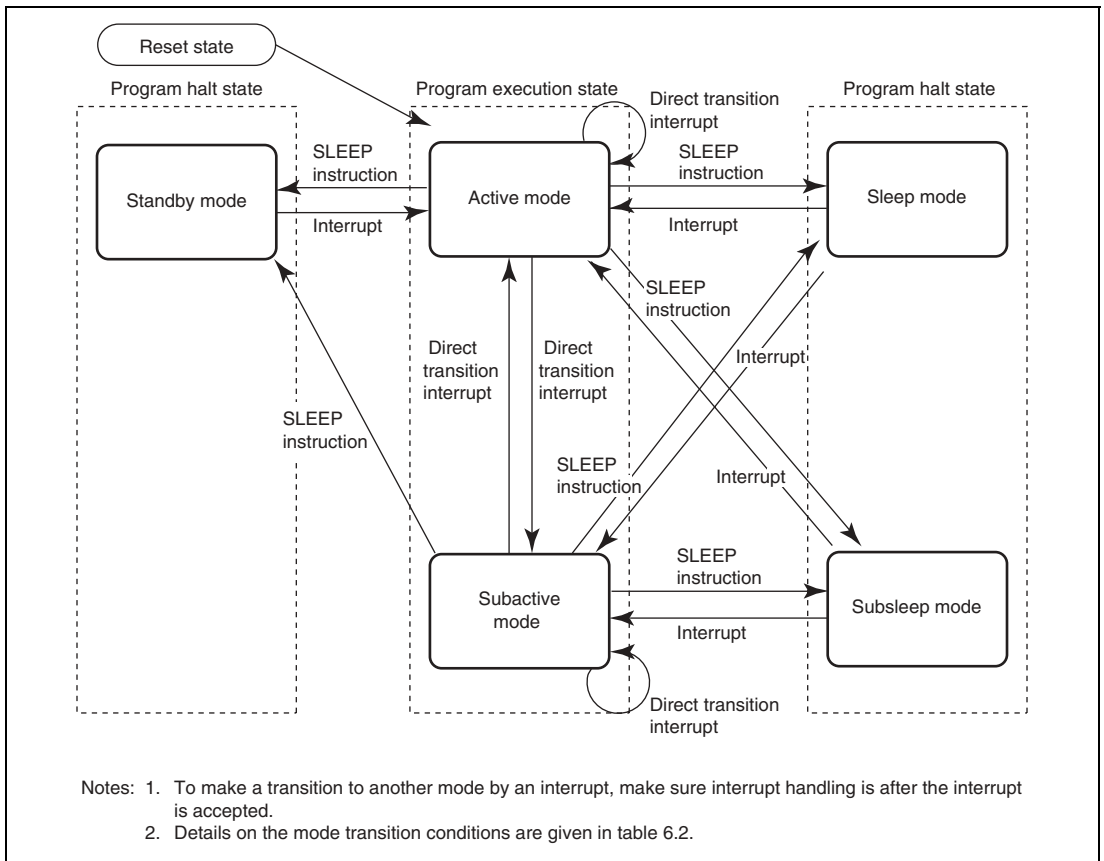 Reset state
Program halt state
Program execution state
Program halt state
Direct transition
interrupt
SLEEP
instruction
SLEEP
instruction
Standby mode
Active mode
Sleep mode
Interrupt
Interrupt
SLEEP
instruction
Direct
transition
interrupt
Direct
transition
interrupt
Interrupt
SLEEP
instruction
SLEEP
instruction
Interrupt
SLEEP
instruction
Subactive
mode
Subsleep mode
Interrupt
Direct transition
interrupt
Notes: 1. To make a transition to another mode by an interrupt, make sure interrupt handling is after the interrupt
is accepted.
2. Details on the mode transition conditions are given in table 6.2.